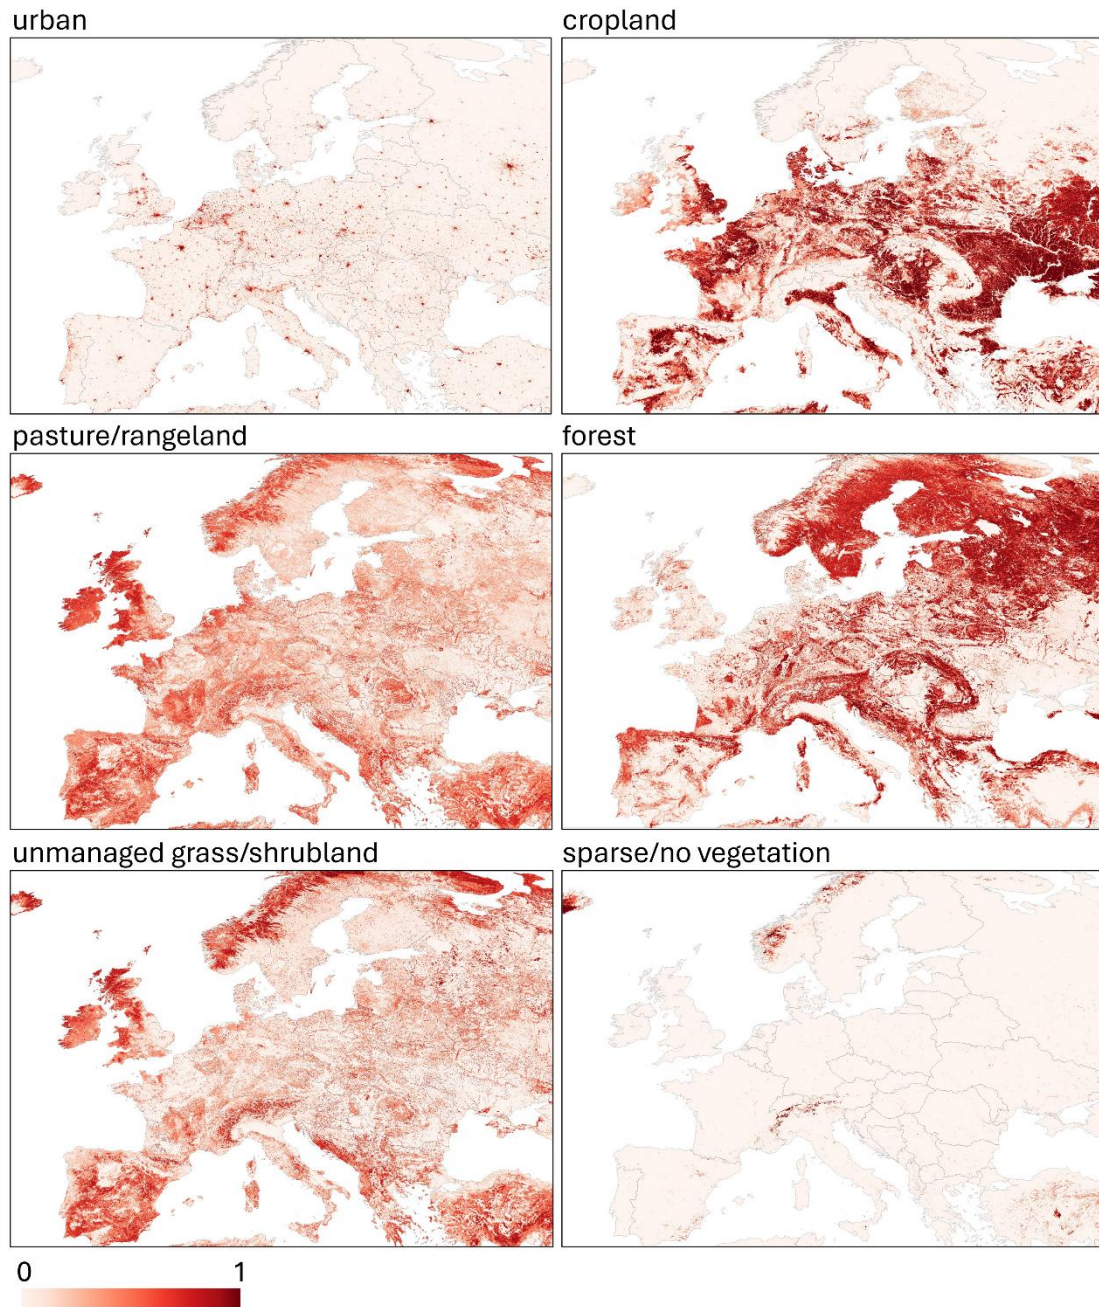 urban
cropland
pasture/rangeland
forest
unmanaged grass/shrubland
sparse/no vegetation
0 1